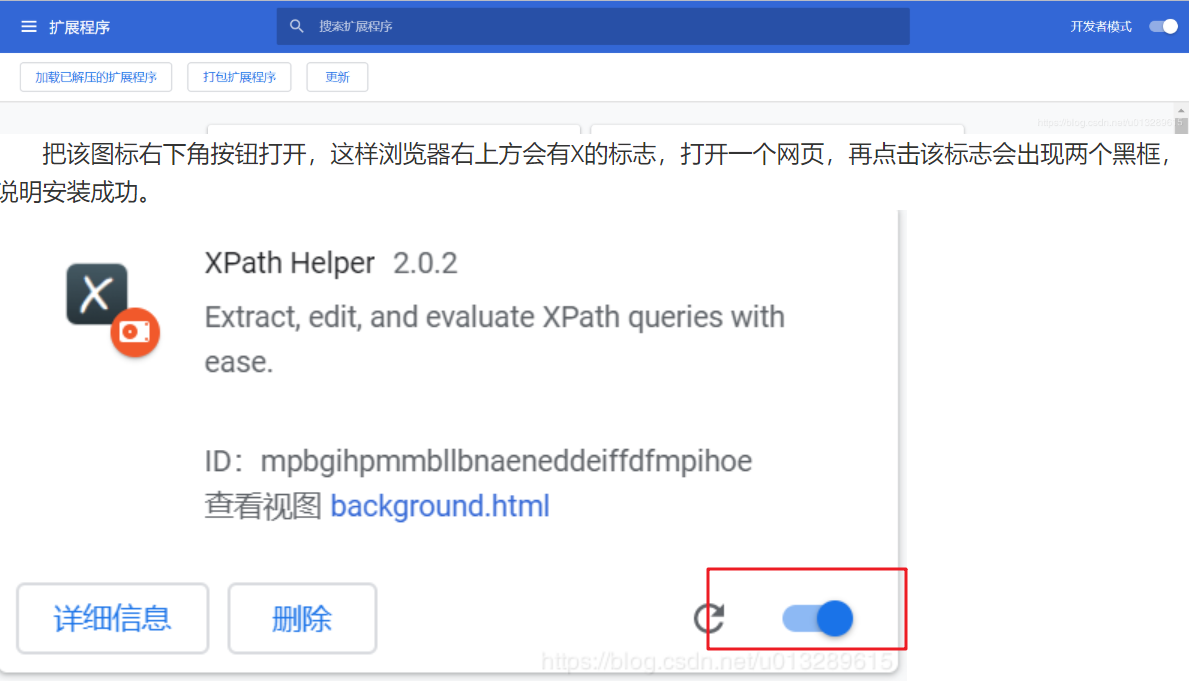 扩展程序
搜索扩展程序
开发者模式
加载已解压的扩展程序
打包扩展程序
更新
https://blog.csdn.net/u013289615
把该图标右下角按钮打开，这样浏览器右上方会有X的标志，打开一个网页，再点击该标志会出现两个黑框，
说明安装成功。
XPath Helper 2.0.2
Extract, edit, and evaluate XPath queries with
ease.
ID：mpbgihpmmbllbnaeneddeiffdfmpihoe
查看视图 background.html
详细信息
删除
https://blog.csdn.net/u013289615